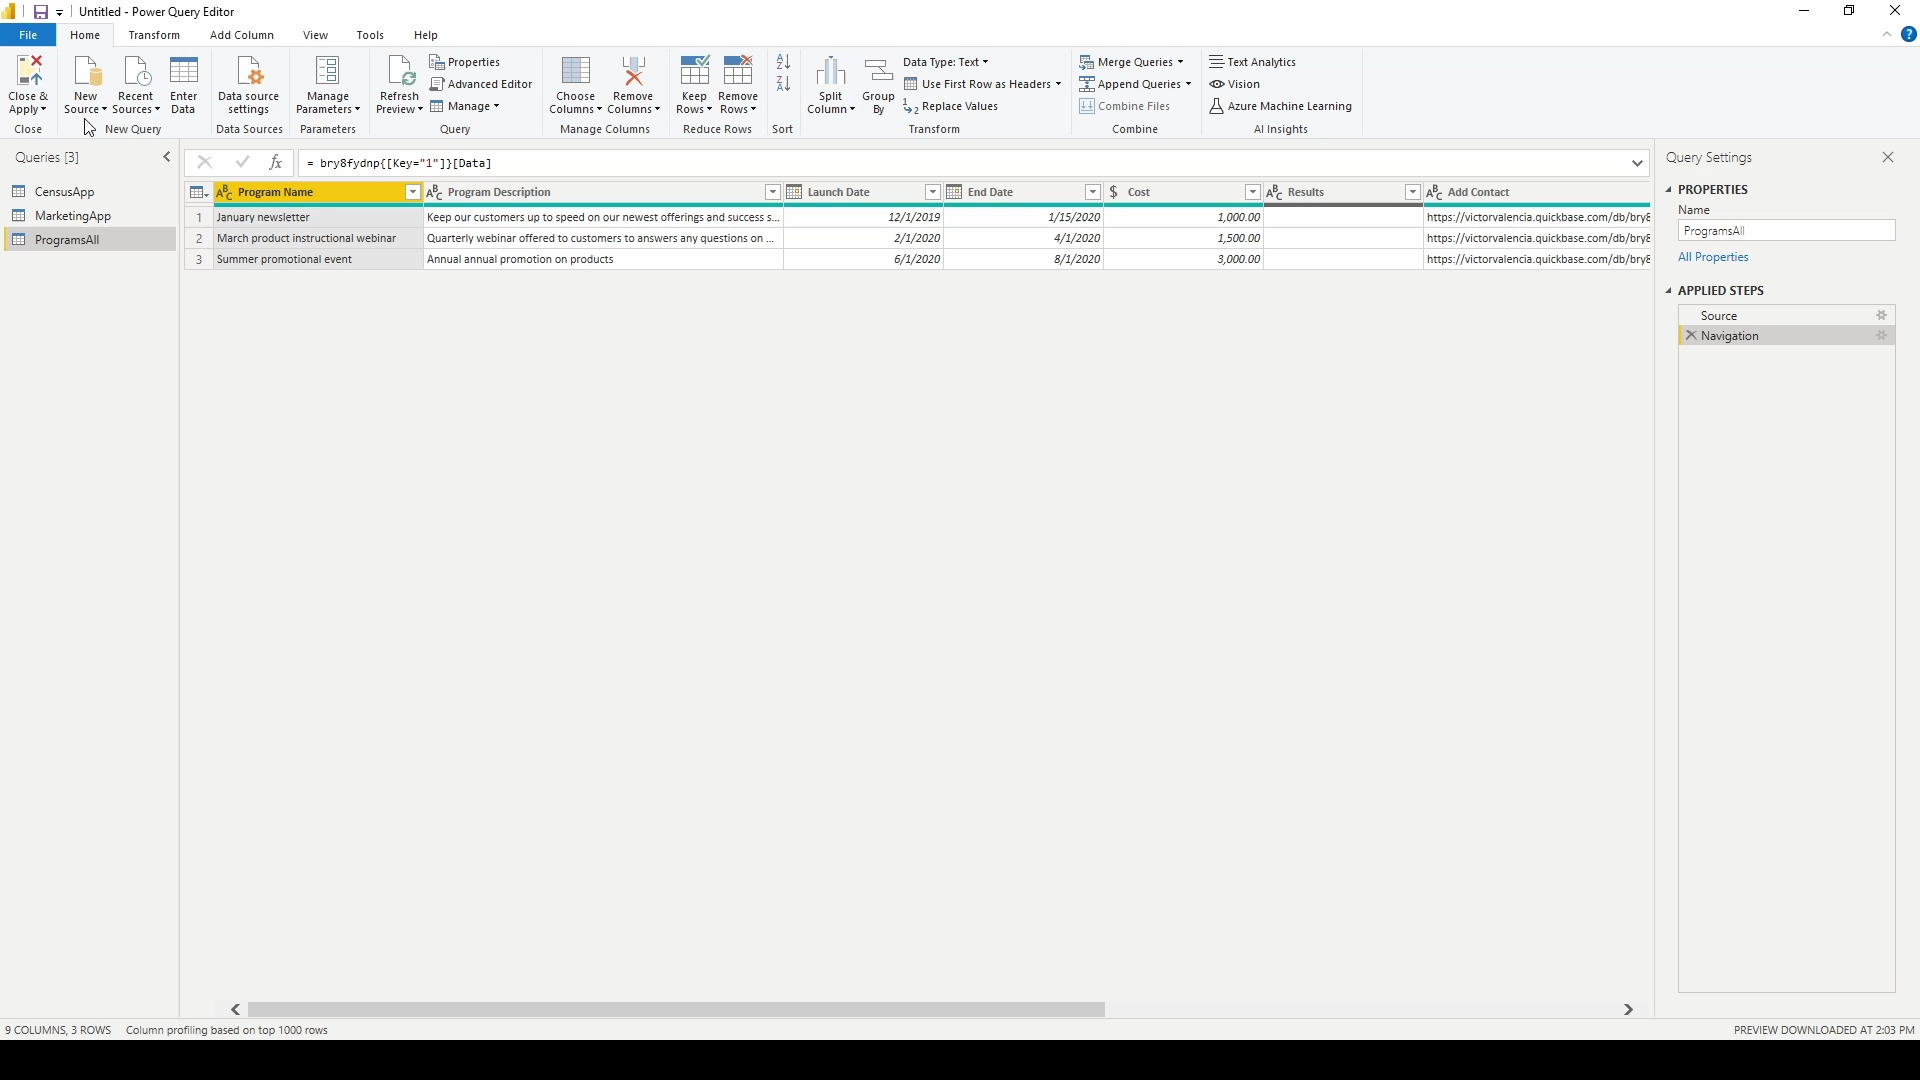 Untitled - Power Query Editor
File Home Transform Add Column View Tools Help
Close & Apply
New Source
Recent Sources
Enter Data
Data source settings
Manage Parameters
Refresh Preview
Properties
Advanced Editor
Manage
Choose Columns
Remove Columns
Keep Rows
Remove Rows
Split Column
Group By
Data Type: Text
Use First Row as Headers
Replace Values
Merge Queries
Append Queries
Combine Files
Text Analytics
Vision
Azure Machine Learning
Close New Query Data Sources Parameters Query Manage Columns Reduce Rows Sort Transform Combine AI Insights
Queries [3]
CensusApp
MarketingApp
ProgramsAll
fx = bry8fydnp{[Key="1"]}[Data]
Program Name Program Description Launch Date End Date Cost Results Add Contact
1 January newsletter Keep our customers up to speed on our newest offerings and success s... 12/1/2019 1/15/2020 1,000.00 https://victorvalencia.quickbase.com/db/bry8
2 March product instructional webinar Quarterly webinar offered to customers to answers any questions on ... 2/1/2020 4/1/2020 1,500.00 https://victorvalencia.quickbase.com/db/bry8
3 Summer promotional event Annual annual promotion on products 6/1/2020 8/1/2020 3,000.00 https://victorvalencia.quickbase.com/db/bry8
Query Settings
PROPERTIES
Name
ProgramsAll
All Properties
APPLIED STEPS
Source
Navigation
9 COLUMNS, 3 ROWS Column profiling based on top 1000 rows
PREVIEW DOWNLOADED AT 2:03 PM